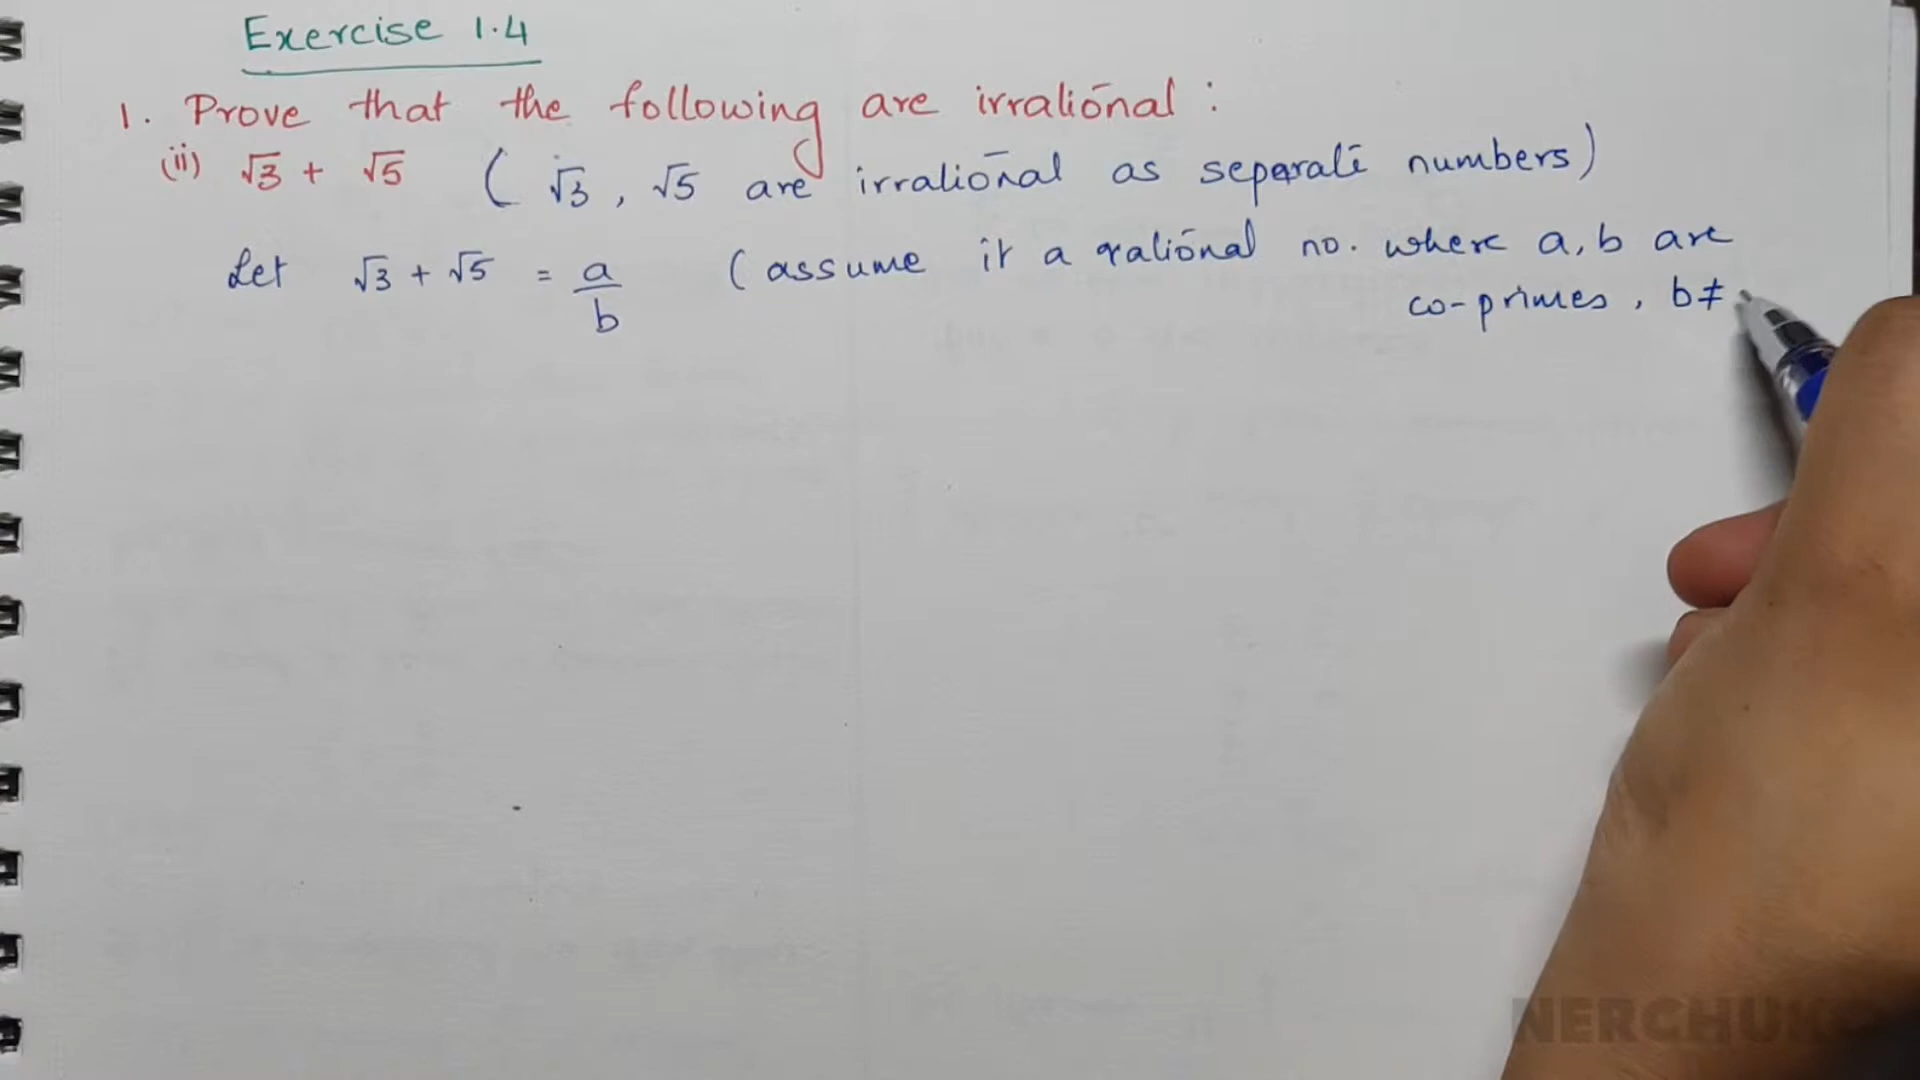 Exercise 1.4
1. Prove that the following are irrational :
(ii) √3 + √5 ( √3 , √5 are irrational as separate numbers)
Let √3 + √5 = a/b (assume it a rational no. where a, b are
co-primes , b≠
NERCHUK